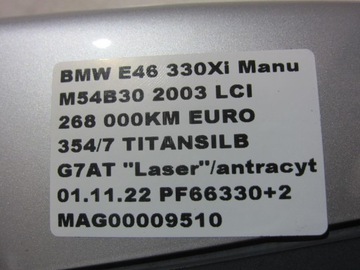 BMW E46 330Xi Manu
M54B30 2003 LCI
268 000KM EURO
354/7 TITANSILB
G7AT "Laser"/antracyt
01.11.22 PF66330+2
MAG00009510